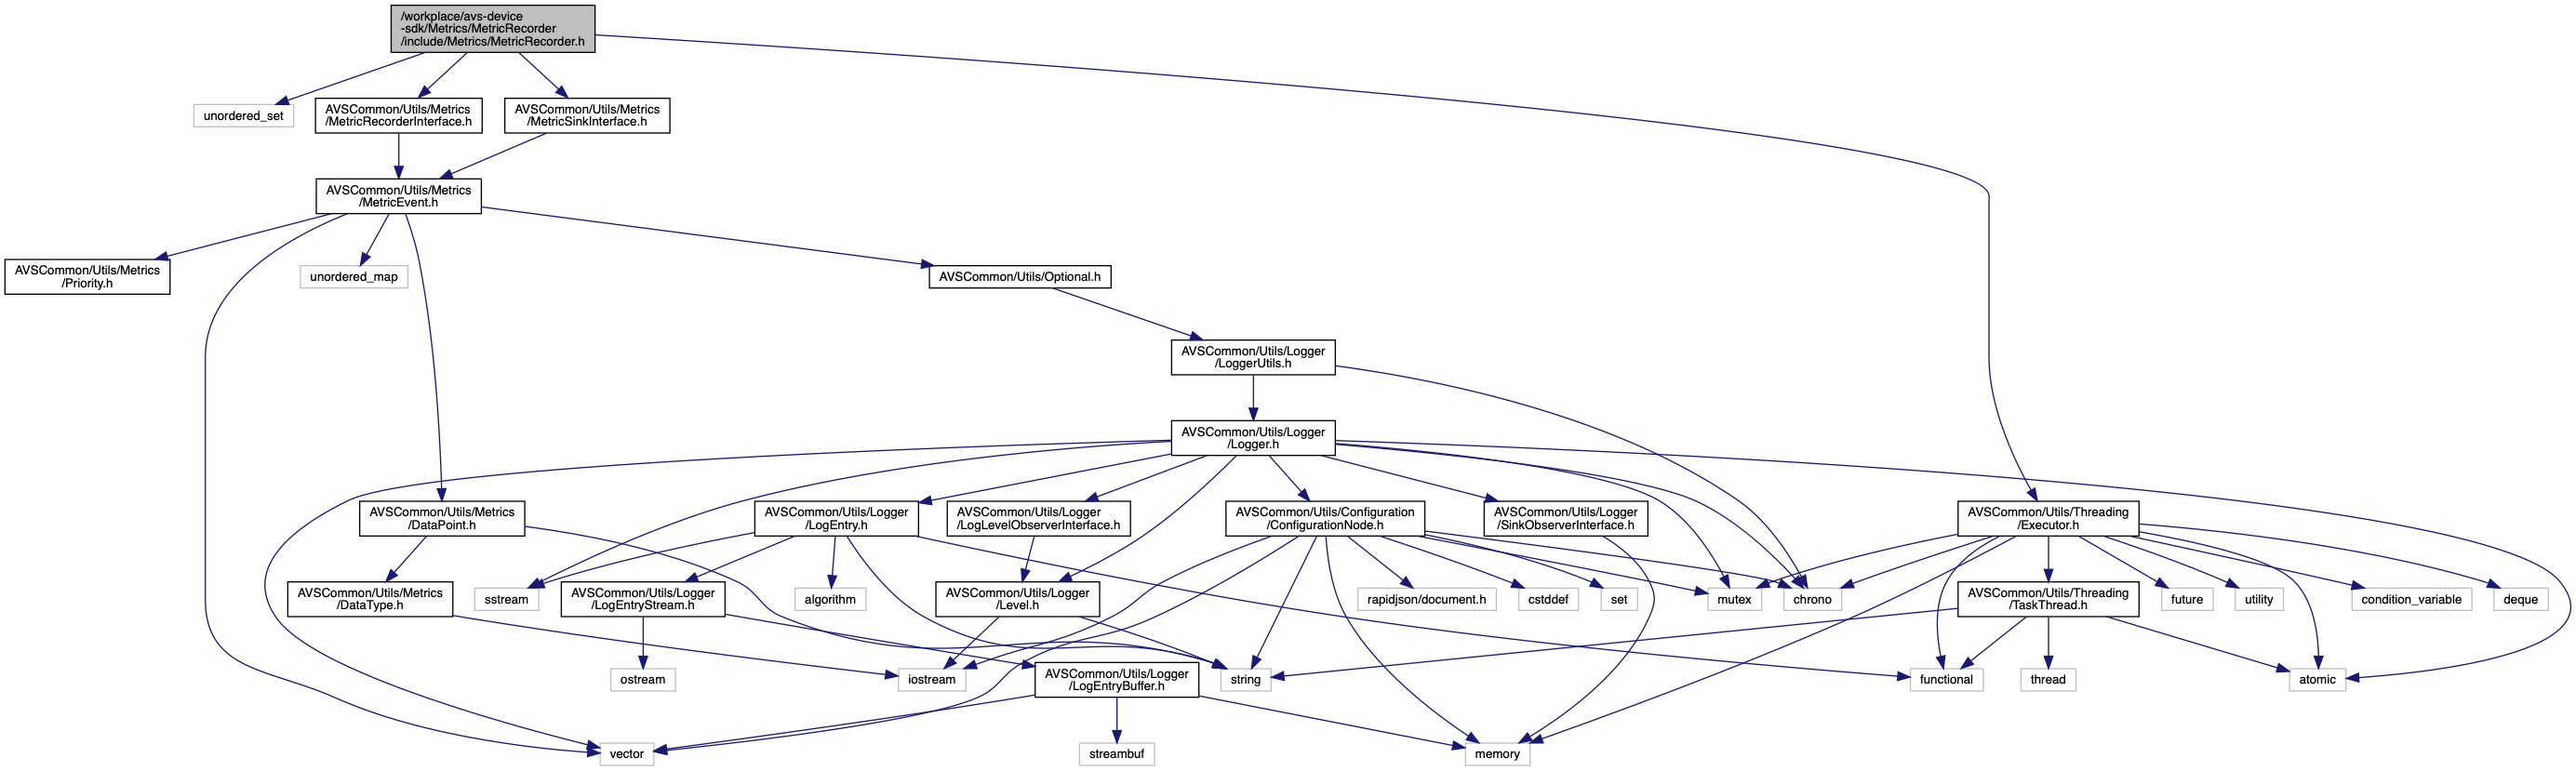 /workplace/avs-device
-sdk/Metrics/MetricRecorder
/include/Metrics/MetricRecorder.h
unordered_set
AVSCommon/Utils/Metrics
/MetricRecorderInterface.h
AVSCommon/Utils/Metrics
/MetricSinkInterface.h
AVSCommon/Utils/Metrics
/MetricEvent.h
AVSCommon/Utils/Metrics
/Priority.h
unordered_map
AVSCommon/Utils/Optional.h
AVSCommon/Utils/Logger
/LoggerUtils.h
AVSCommon/Utils/Logger
/Logger.h
AVSCommon/Utils/Metrics
/DataPoint.h
AVSCommon/Utils/Logger
/LogEntry.h
AVSCommon/Utils/Logger
/LogLevelObserverInterface.h
AVSCommon/Utils/Configuration
/ConfigurationNode.h
AVSCommon/Utils/Logger
/SinkObserverInterface.h
AVSCommon/Utils/Threading
/Executor.h
AVSCommon/Utils/Metrics
/DataType.h
sstream
AVSCommon/Utils/Logger
/LogEntryStream.h
algorithm
AVSCommon/Utils/Logger
/Level.h
rapidjson/document.h
cstddef
set
mutex
chrono
AVSCommon/Utils/Threading
/TaskThread.h
future
utility
condition_variable
deque
ostream
iostream
AVSCommon/Utils/Logger
/LogEntryBuffer.h
string
functional
thread
atomic
vector
streambuf
memory